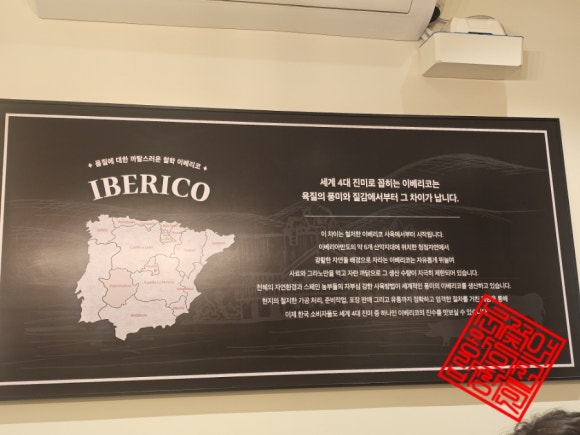 품질에 대한 까탈스러운 철학 이베리코
IBERICO
세계 4대 진미로 꼽히는 이베리코는
육질의 풍미와 질감에서부터 그 차이가 납니다.
이 차이는 철저한 이베리코 사육에서부터 시작됩니다.
이베리아반도의 약 6개 산악지대에 위치한 청정자연에서
광활한 자연을 배경으로 자라는 이베리코는 자유롭게 뛰놀며
사료와 그라노만을 먹고 자란 까닭으로 그 생산 수량이 지극히 제한되어 있습니다.
천혜의 자연환경과 스페인 농부들의 자부심 강한 사육방법이 세계적인 풍미의 이베리코를 생산하고 있습니다.
현지의 철저한 가공 처리, 준비작업, 포장 판매 그리고 유통까지 정확하고 엄격한 절차를 거친 통해
이제 한국 소비자들도 세계 4대 진미 중 하나인 이베리코의 진수를 맛보실 수 있습니다